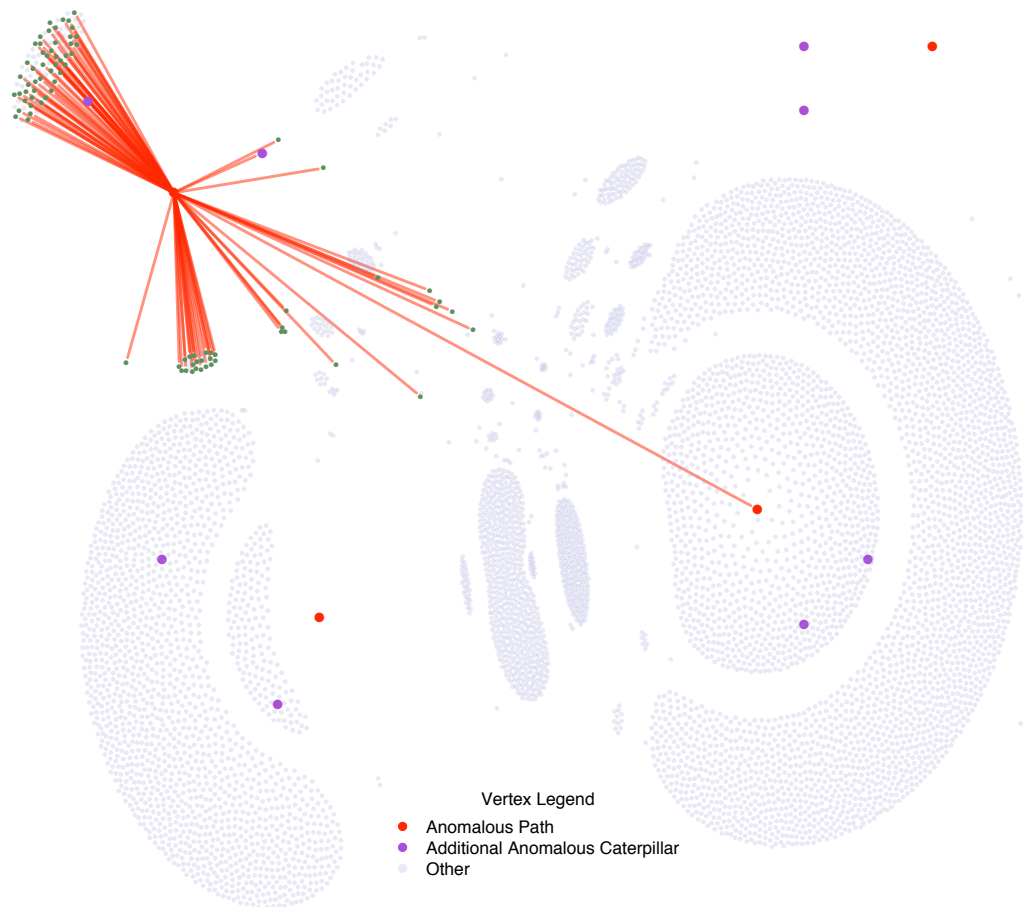 Vertex Legend
Anomalous Path
Additional Anomalous Caterpillar
Other